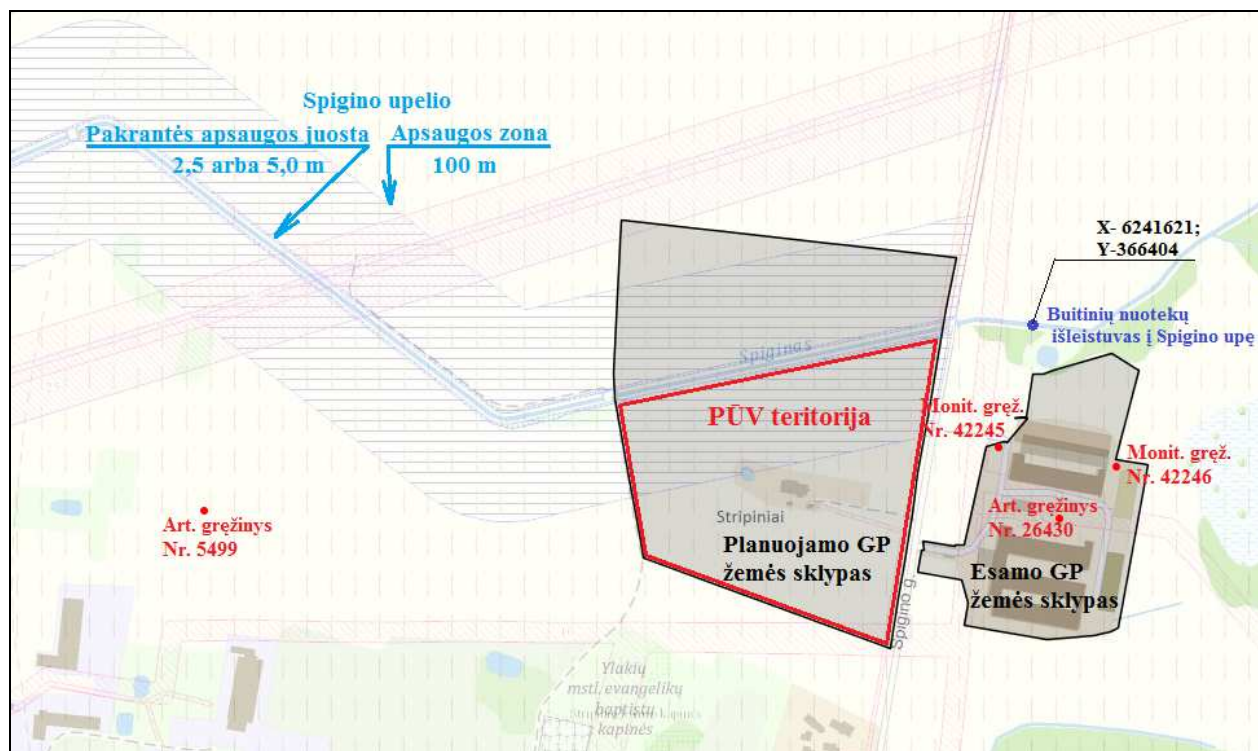 Spigino upelio
Pakrantės apsaugos juosta
2,5 arba 5,0 m
Apsaugos zona
100 m
X- 6241621;
Y-366404
Buitinių nuotekų
išleistuvas į Spigino upę
Spiginas
PŪV teritorija
Monit. gręž.
Nr. 42245
Monit. gręž.
Nr. 42246
Art. gręžinys
Nr. 5499
Art. gręžinys
Nr. 26430
Stripiniai
Planuojamo GP
žemės sklypas
Esamo GP
žemės sklypas
Spigino g.
Ylakių
mstl. evangelikų
baptistų
kapinės